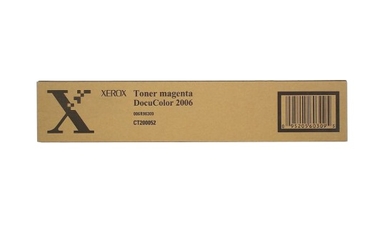 XEROX
Toner magenta
DocuColor 2006
CT200052